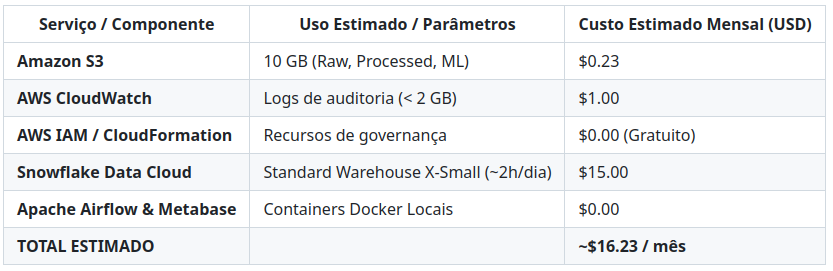 Serviço / Componente Uso Estimado / Parâmetros Custo Estimado Mensal (USD)
Amazon S3 10 GB (Raw, Processed, ML) $0.23
AWS CloudWatch Logs de auditoria (< 2 GB) $1.00
AWS IAM / CloudFormation Recursos de governança $0.00 (Gratuito)
Snowflake Data Cloud Standard Warehouse X-Small (~2h/dia) $15.00
Apache Airflow & Metabase Containers Docker Locais $0.00
TOTAL ESTIMADO ~$16.23 / mês